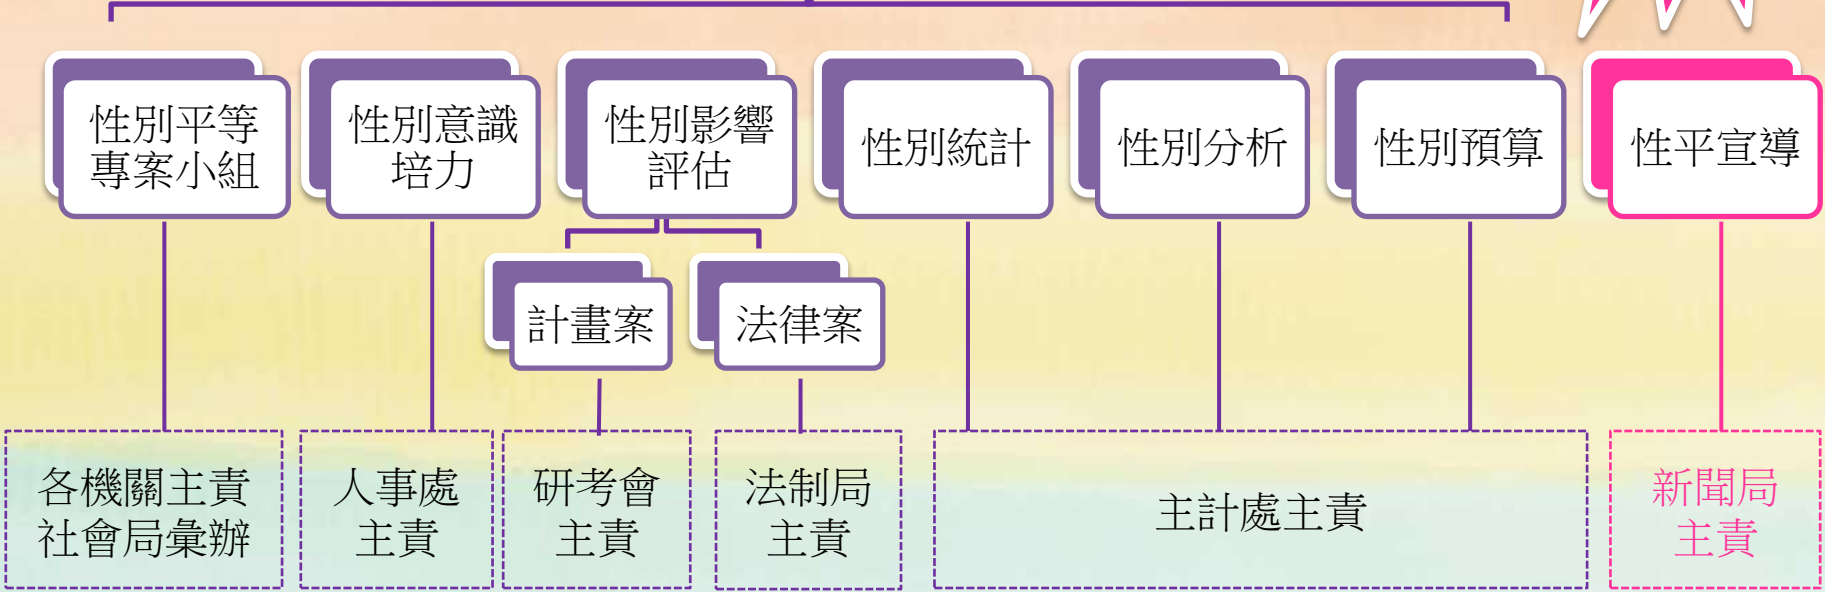 性別平等
專案小組
性別意識
培力
性別影響
評估
性別統計
性別分析
性別預算
性平宣導
計畫案
法律案
各機關主責
社會局彙辦
人事處
主責
研考會
主責
法制局
主責
主計處主責
新聞局
主責